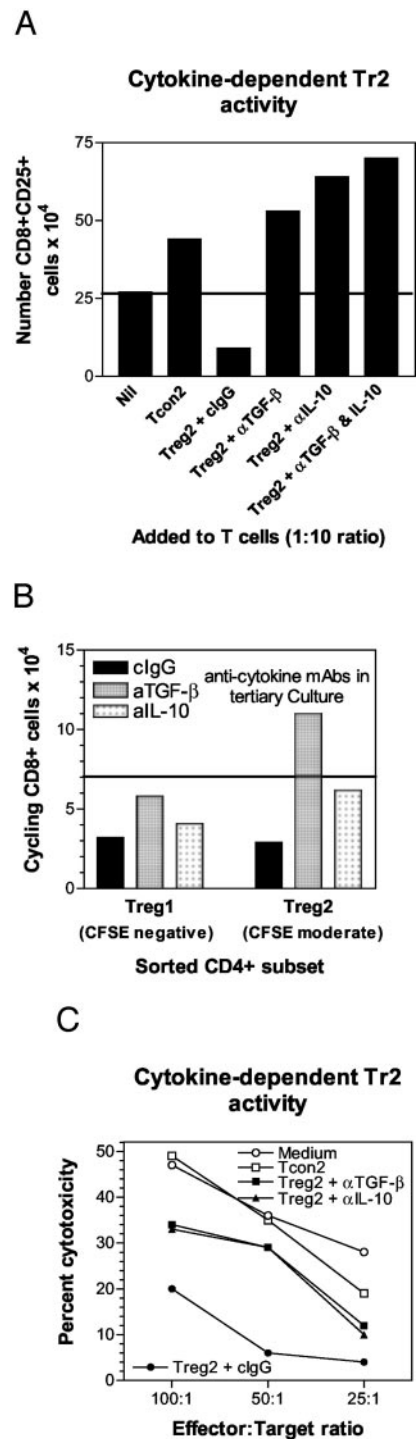 A
Cytokine-dependent Tr2
activity
Number CD8+CD25+
cells x 10⁴
75
50
25
0
Nil
Tcon2
Treg2 + cIgG
Treg2 + αTGF-β
Treg2 + αIL-10
Treg2 + αTGF-β & IL-10
Added to T cells (1:10 ratio)
B
Cycling CD8+ cells x 10⁴
15
10
5
0
cIgG
aTGF-β
aIL-10
anti-cytokine mAbs in
tertiary Culture
Treg1
Treg2
(CFSE negative)
(CFSE moderate)
Sorted CD4+ subset
C
Cytokine-dependent Tr2
activity
Percent cytotoxicity
50
40
30
20
10
0
Medium
Tcon2
Treg2 + αTGF-β
Treg2 + αIL-10
Treg2 + cIgG
100:1
50:1
25:1
Effector:Target ratio